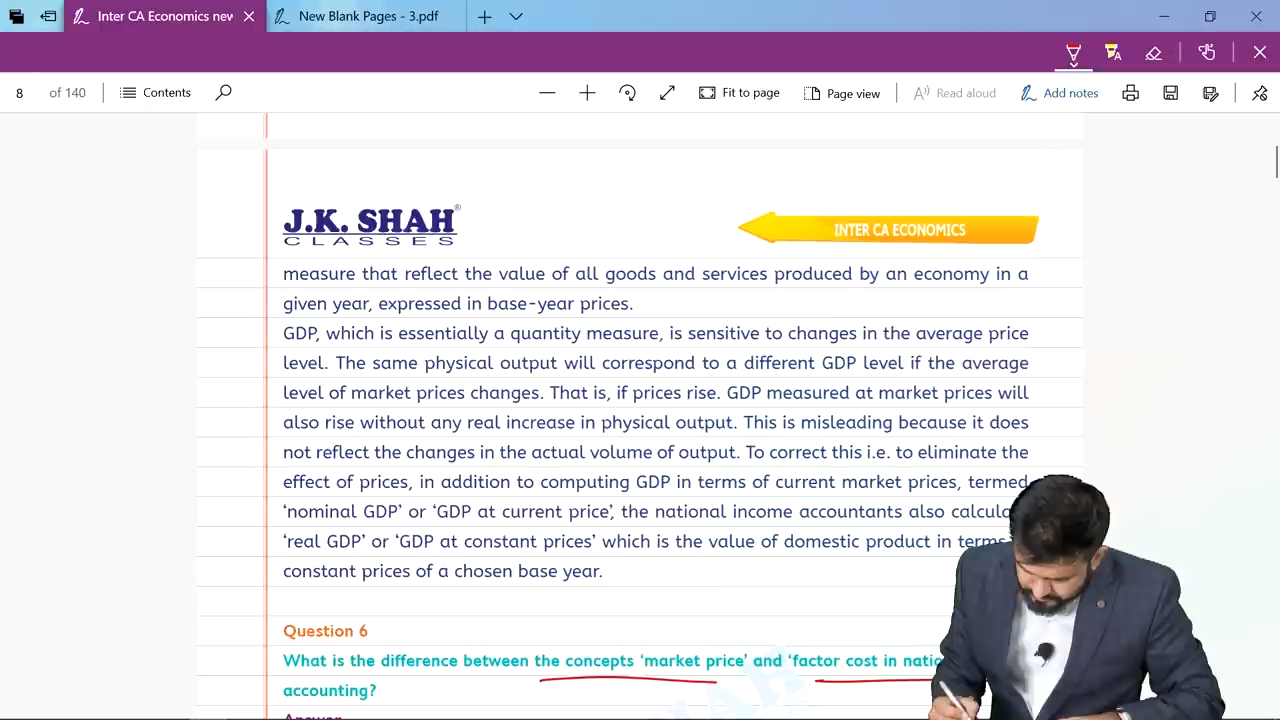 Inter CA Economics new
New Blank Pages - 3.pdf
8 of 140
Contents
Fit to page
Page view
Read aloud
Add notes
J.K. SHAH®
CLASSES
INTER CA ECONOMICS
measure that reflect the value of all goods and services produced by an economy in a
given year, expressed in base-year prices.
GDP, which is essentially a quantity measure, is sensitive to changes in the average price
level. The same physical output will correspond to a different GDP level if the average
level of market prices changes. That is, if prices rise. GDP measured at market prices will
also rise without any real increase in physical output. This is misleading because it does
not reflect the changes in the actual volume of output. To correct this i.e. to eliminate the
effect of prices, in addition to computing GDP in terms of current market prices, termed
‘nominal GDP’ or ‘GDP at current price’, the national income accountants also
‘real GDP’ or ‘GDP at constant prices’ which is the value of domestic product in terms
constant prices of a chosen base year.
Question 6
What is the difference between the concepts ‘market price’ and ‘factor cost in
accounting?
Answer